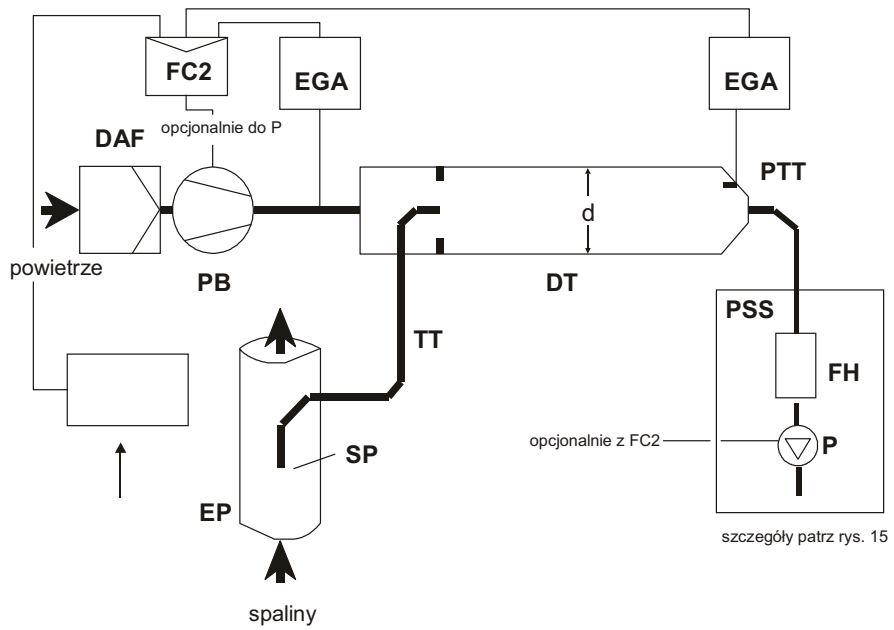 FC2
EGA
EGA
opcjonalnie do P
DAF
PTT
d
powietrze
PB
DT
PSS
TT
FH
opcjonalnie z FC2
P
SP
EP
szczegóły patrz rys. 15
spaliny